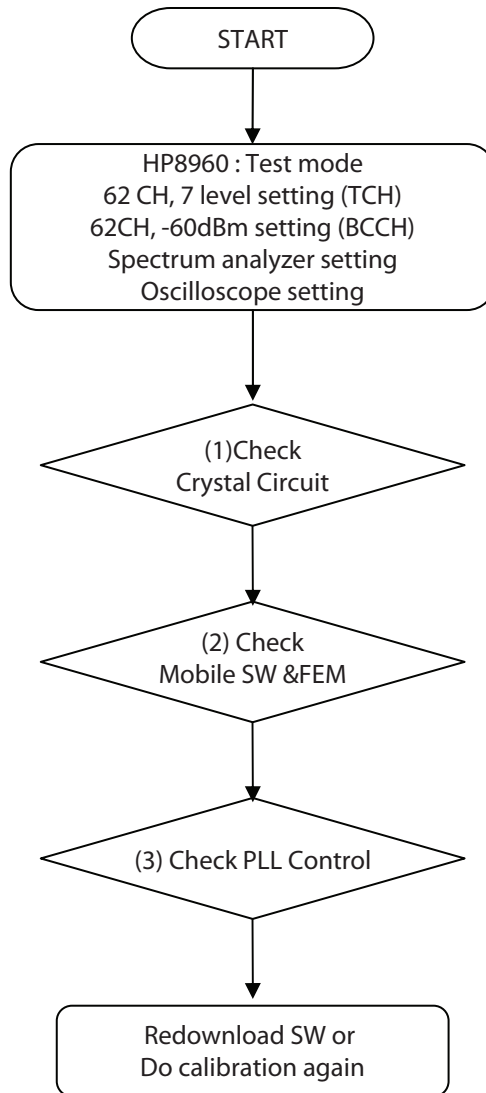 START
HP8960 : Test mode
62 CH, 7 level setting (TCH)
62CH, -60dBm setting (BCCH)
Spectrum analyzer setting
Oscilloscope setting
(1)Check
Crystal Circuit
(2) Check
Mobile SW &FEM
(3) Check PLL Control
Redownload SW or
Do calibration again